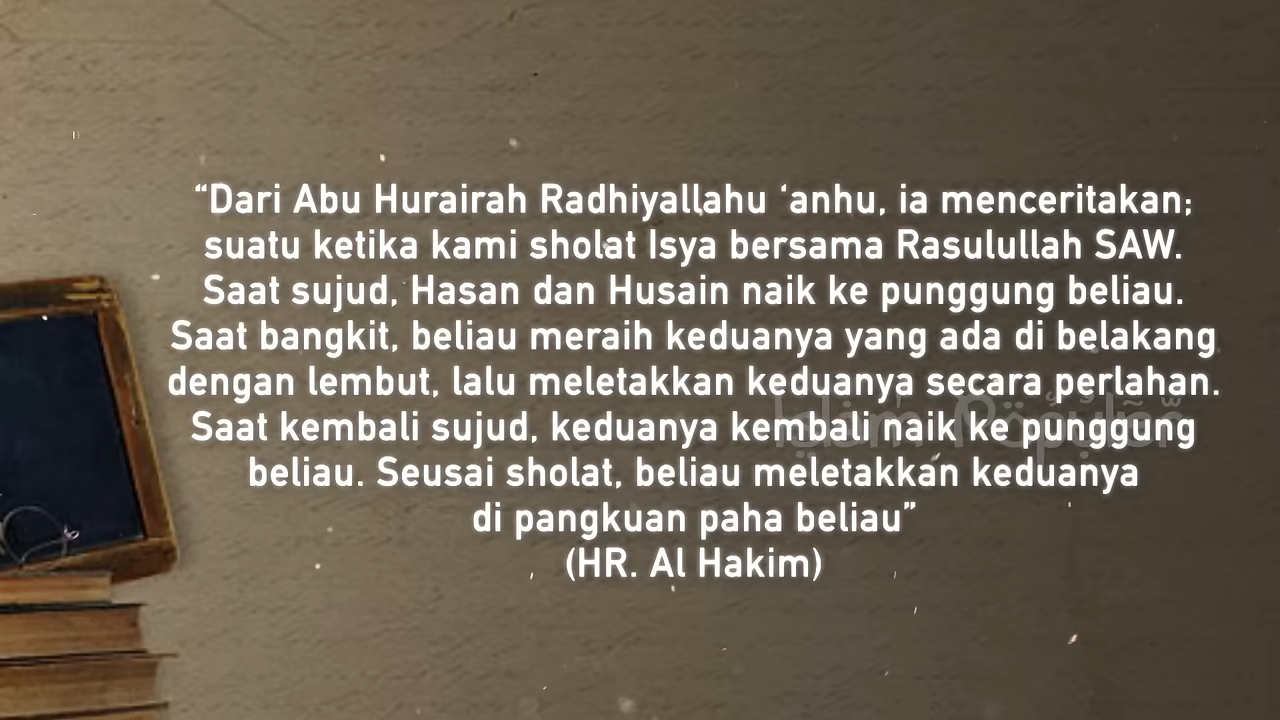 “Dari Abu Hurairah Radhiyallahu ‘anhu, ia menceritakan;
suatu ketika kami sholat Isya bersama Rasulullah SAW.
Saat sujud, Hasan dan Husain naik ke punggung beliau.
Saat bangkit, beliau meraih keduanya yang ada di belakang
dengan lembut, lalu meletakkan keduanya secara perlahan.
Saat kembali sujud, keduanya kembali naik ke punggung
beliau. Seusai sholat, beliau meletakkan keduanya
di pangkuan paha beliau”
(HR. Al Hakim)